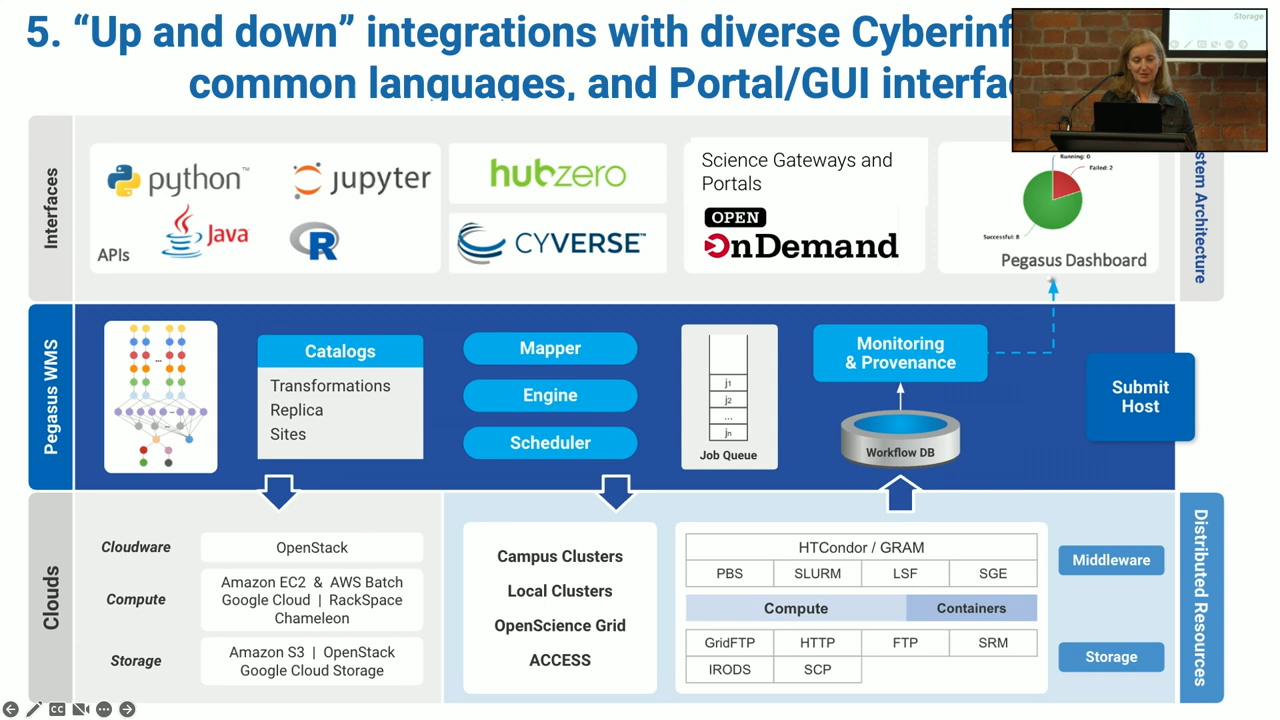 5. “Up and down” integrations with diverse Cyberinf
common languages, and Portal/GUI interfa
Storage
Interfaces
python™
jupyter
Java
R
APIs
hubzero
CYVERSE™
Science Gateways and
Portals
OPEN
OnDemand
Running: 0
Failed: 2
Successful: 8
Pegasus Dashboard
stem Architecture
Pegasus WMS
...
Catalogs
Transformations
Replica
Sites
Mapper
Engine
Scheduler
j1
j2
...
jn
Job Queue
Monitoring
& Provenance
Workflow DB
Submit
Host
Clouds
Cloudware
OpenStack
Compute
Amazon EC2 & AWS Batch
Google Cloud | RackSpace
Chameleon
Storage
Amazon S3 | OpenStack
Google Cloud Storage
Campus Clusters
Local Clusters
OpenScience Grid
ACCESS
HTCondor / GRAM
PBS SLURM LSF SGE
Compute Containers
GridFTP HTTP FTP SRM
IRODS SCP
Middleware
Storage
Distributed Resources
CC